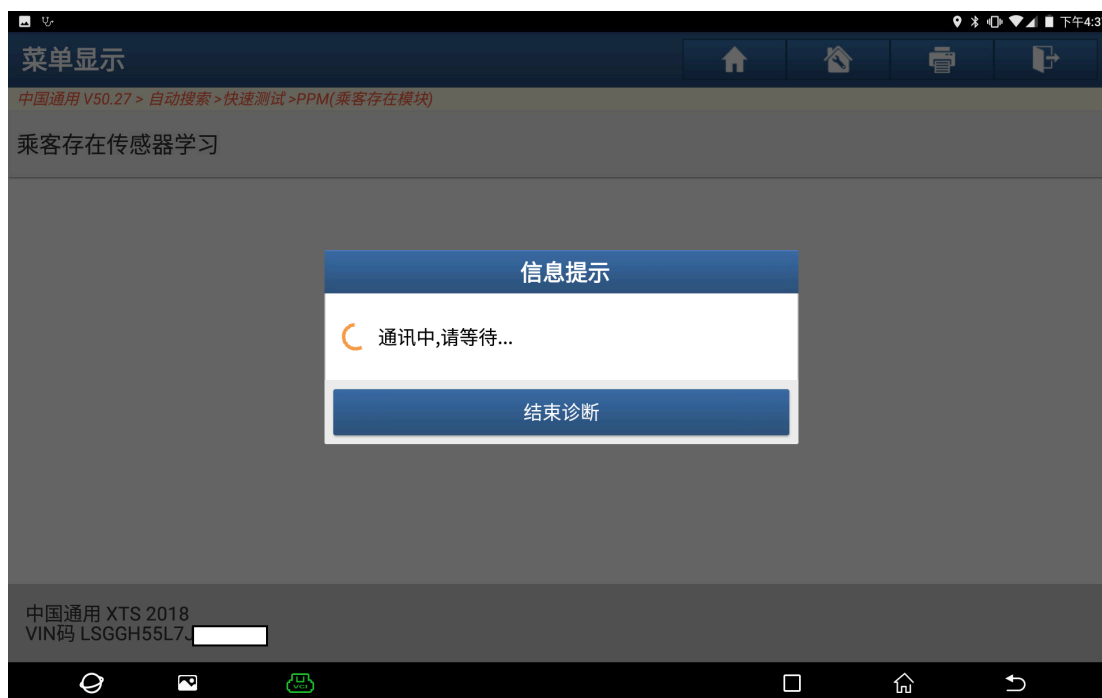 下午4:3
菜单显示
中国通用 V50.27 > 自动搜索 >快速测试 >PPM(乘客存在模块)
乘客存在传感器学习
信息提示
通讯中,请等待...
结束诊断
中国通用 XTS 2018
VIN码 LSGGH55L7J
VCI